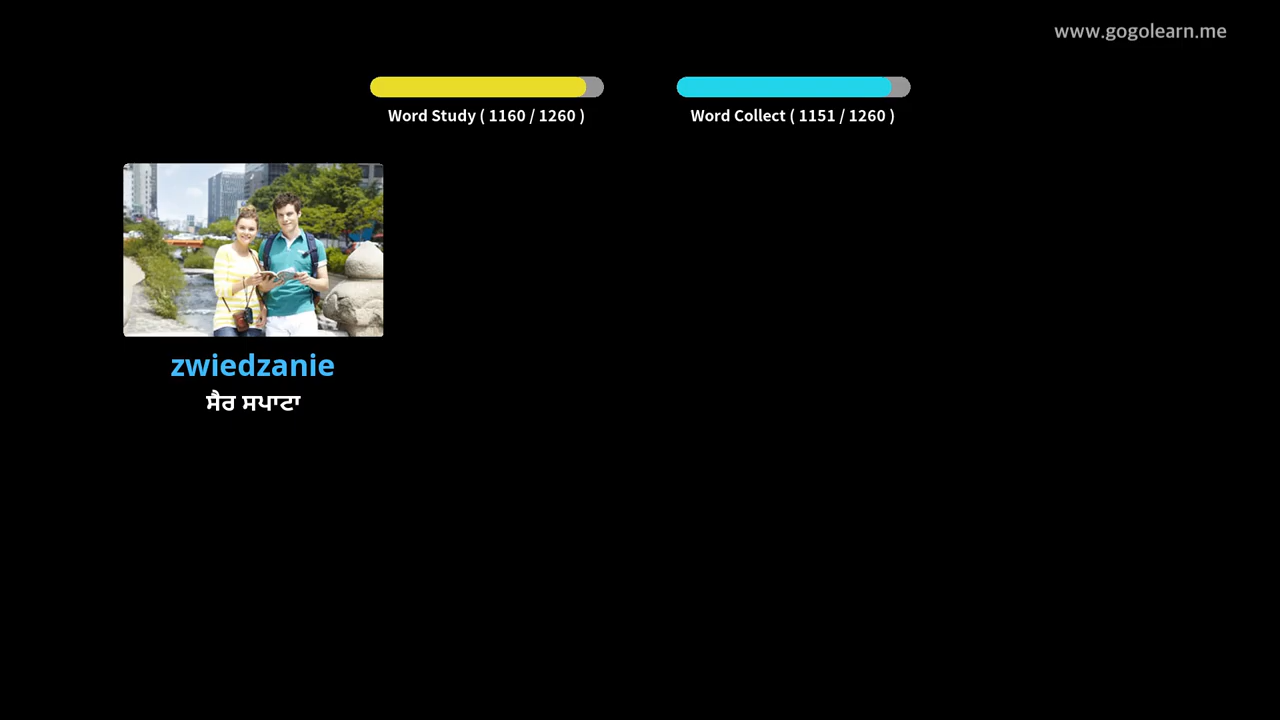 www.gogolearn.me
Word Study ( 1160 / 1260 )
Word Collect ( 1151 / 1260 )
zwiedzanie
ਸੈਰ ਸਪਾਟਾ